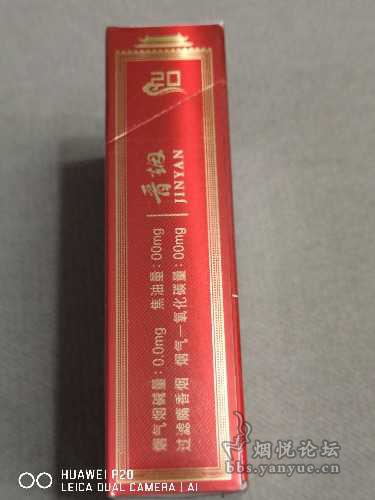 晋烟
JINYAN
烟气烟碱量:0.0mg 焦油量:00mg
过滤嘴香烟 烟气一氧化碳量:00mg
HUAWEI P20
LEICA DUAL CAMERA | AI
烟悦论坛
bbs.yanyue.cn